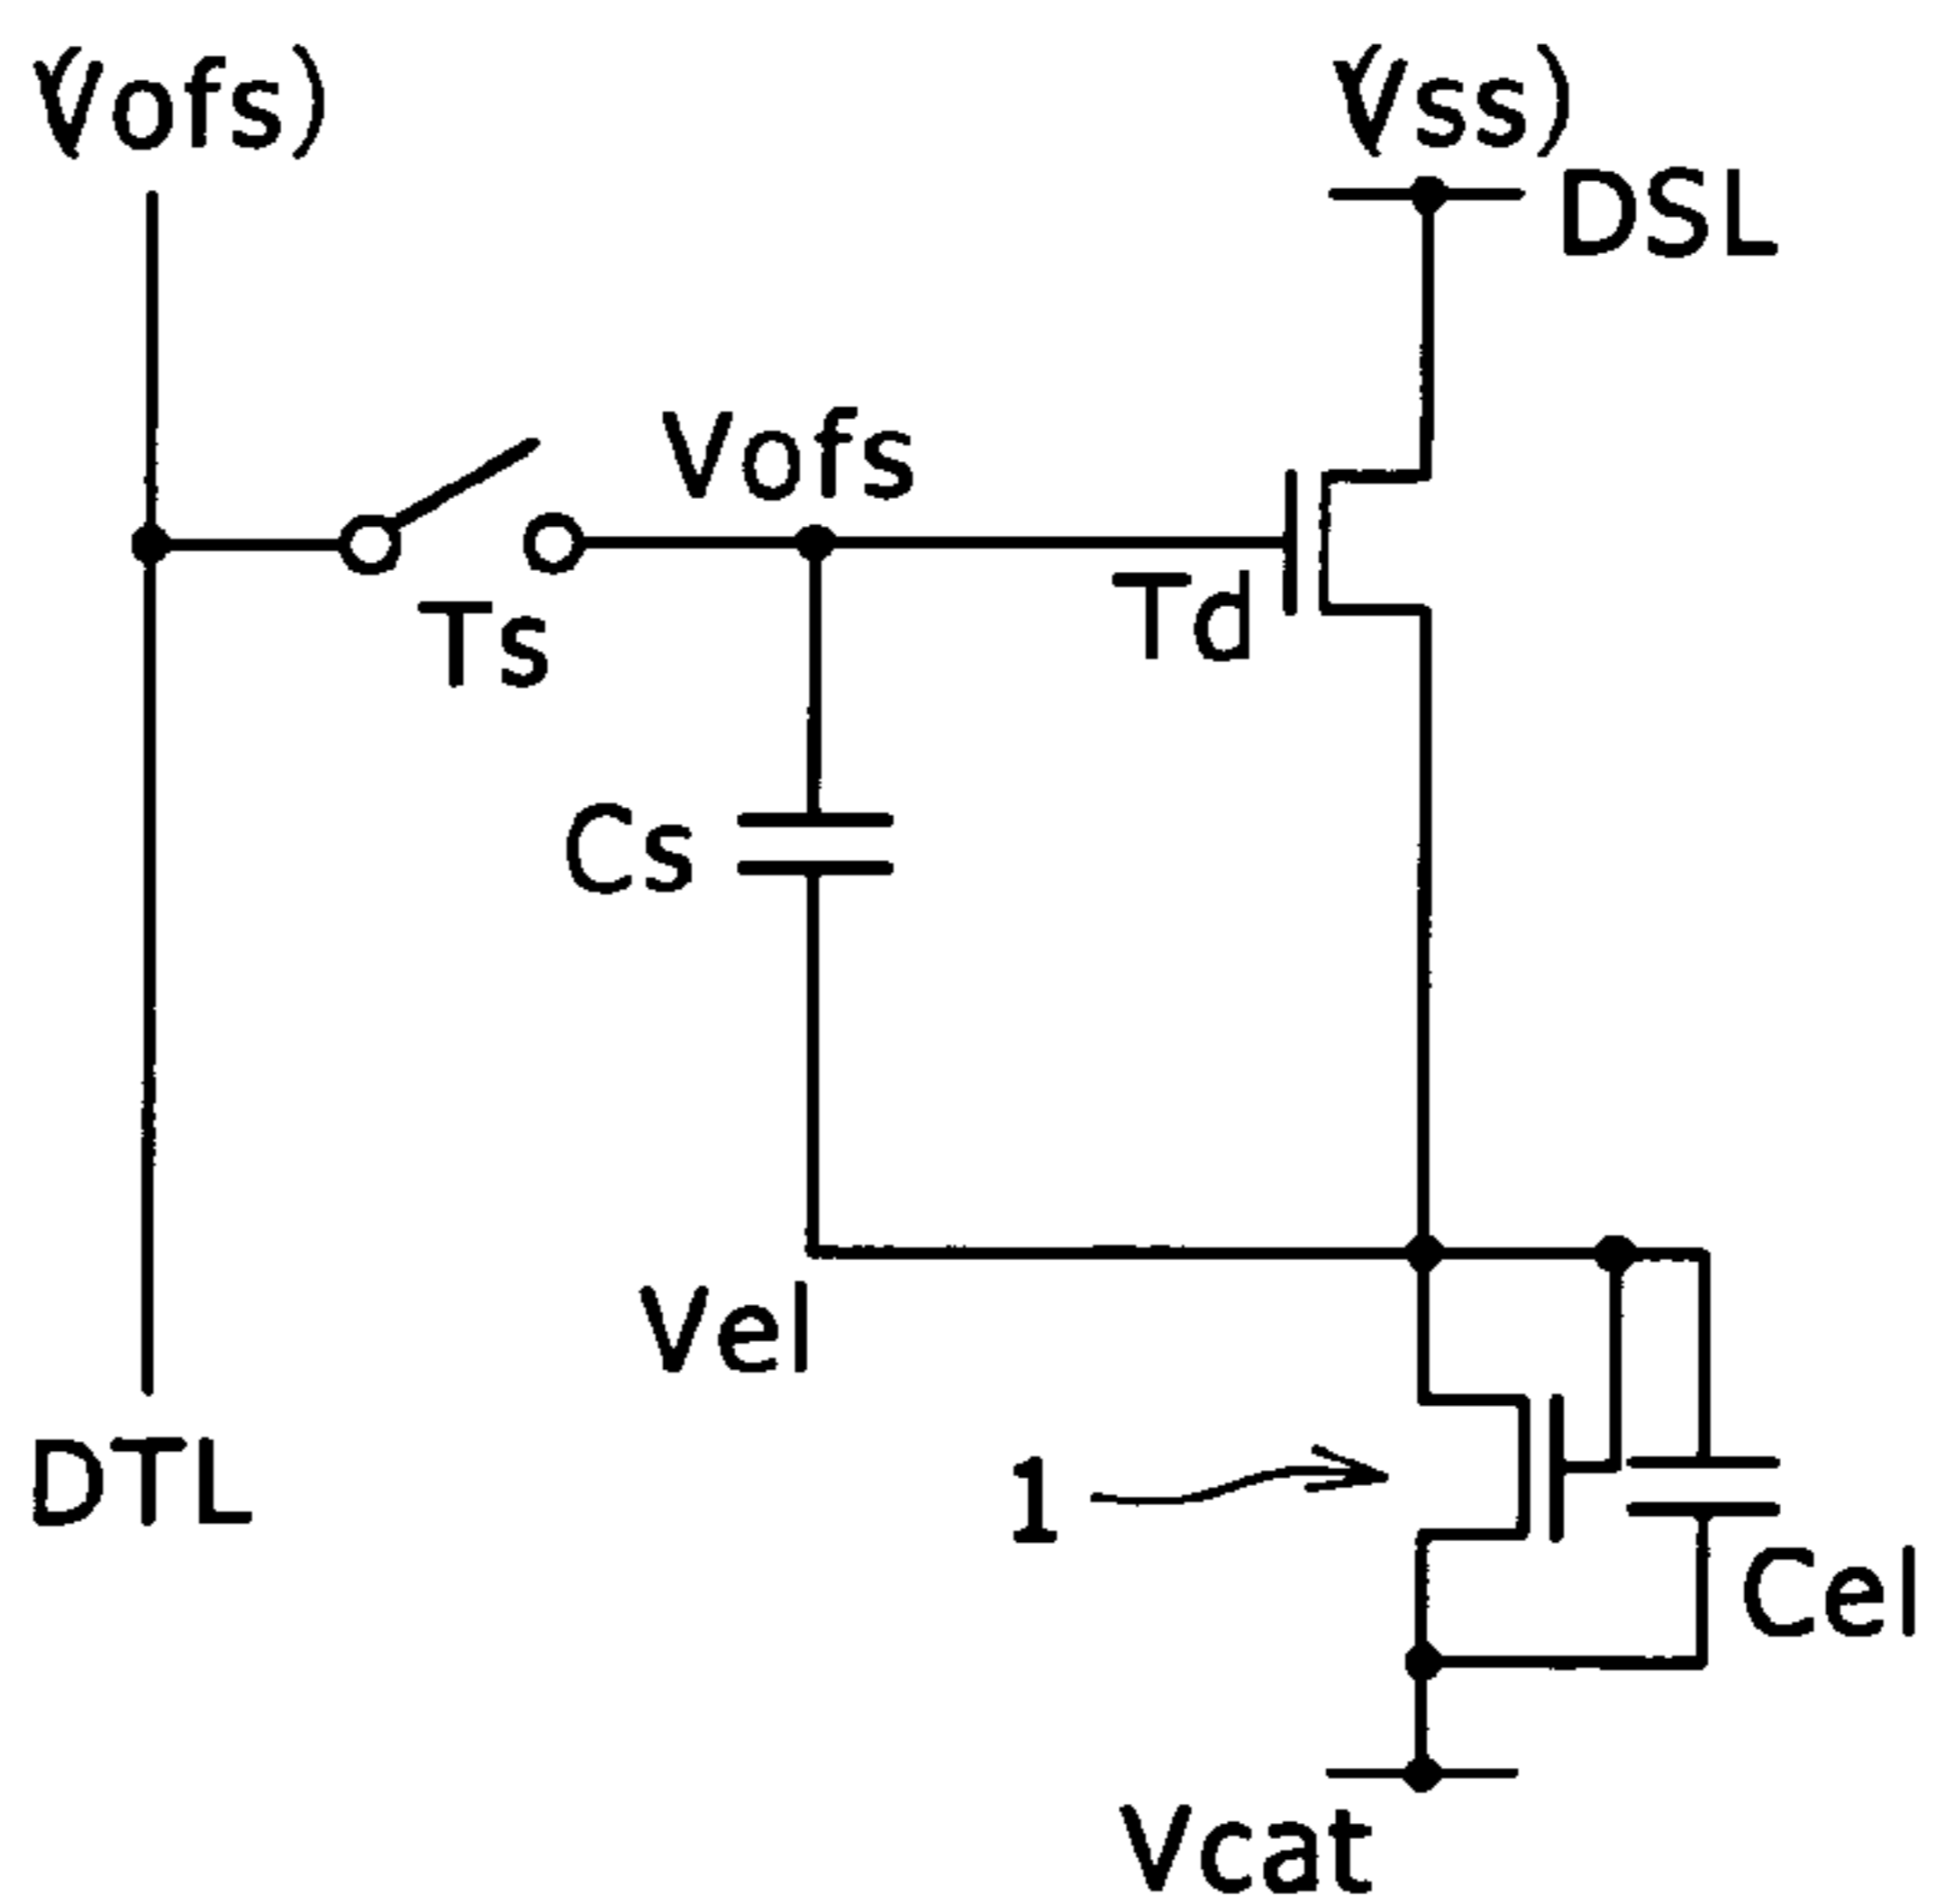 (Vofs)
(Vss)
DSL
Vofs
Ts
Td
Cs
Vel
DTL
1
Cel
Vcat